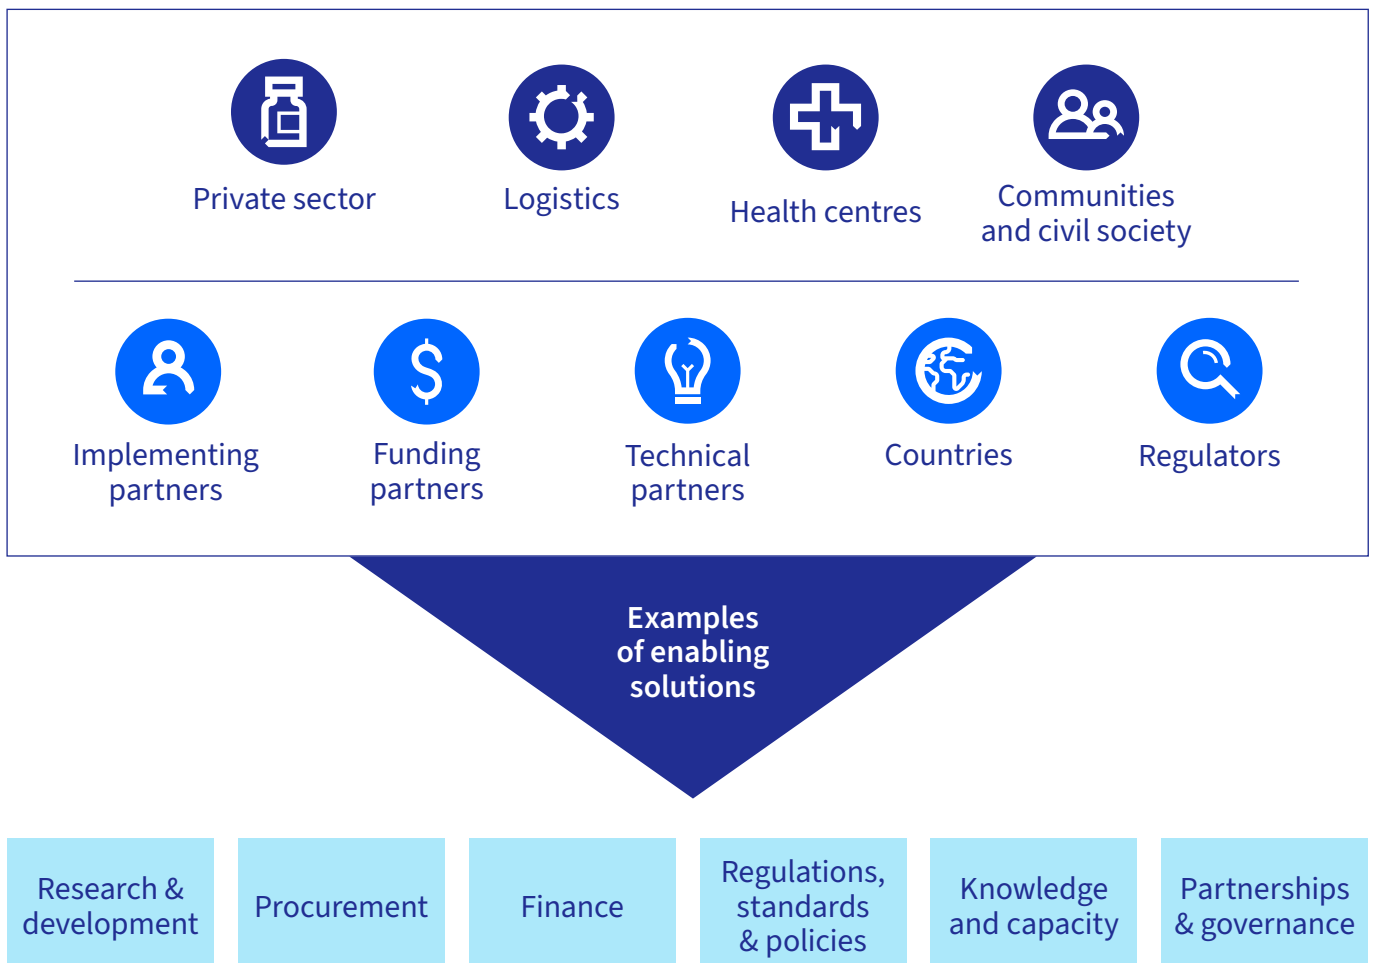 Private sector
Logistics
Health centres
Communities
and civil society
Implementing
partners
Funding
partners
Technical
partners
Countries
Regulators
Examples
of enabling
solutions
Research &
development
Procurement
Finance
Regulations,
standards
& policies
Knowledge
and capacity
Partnerships
& governance